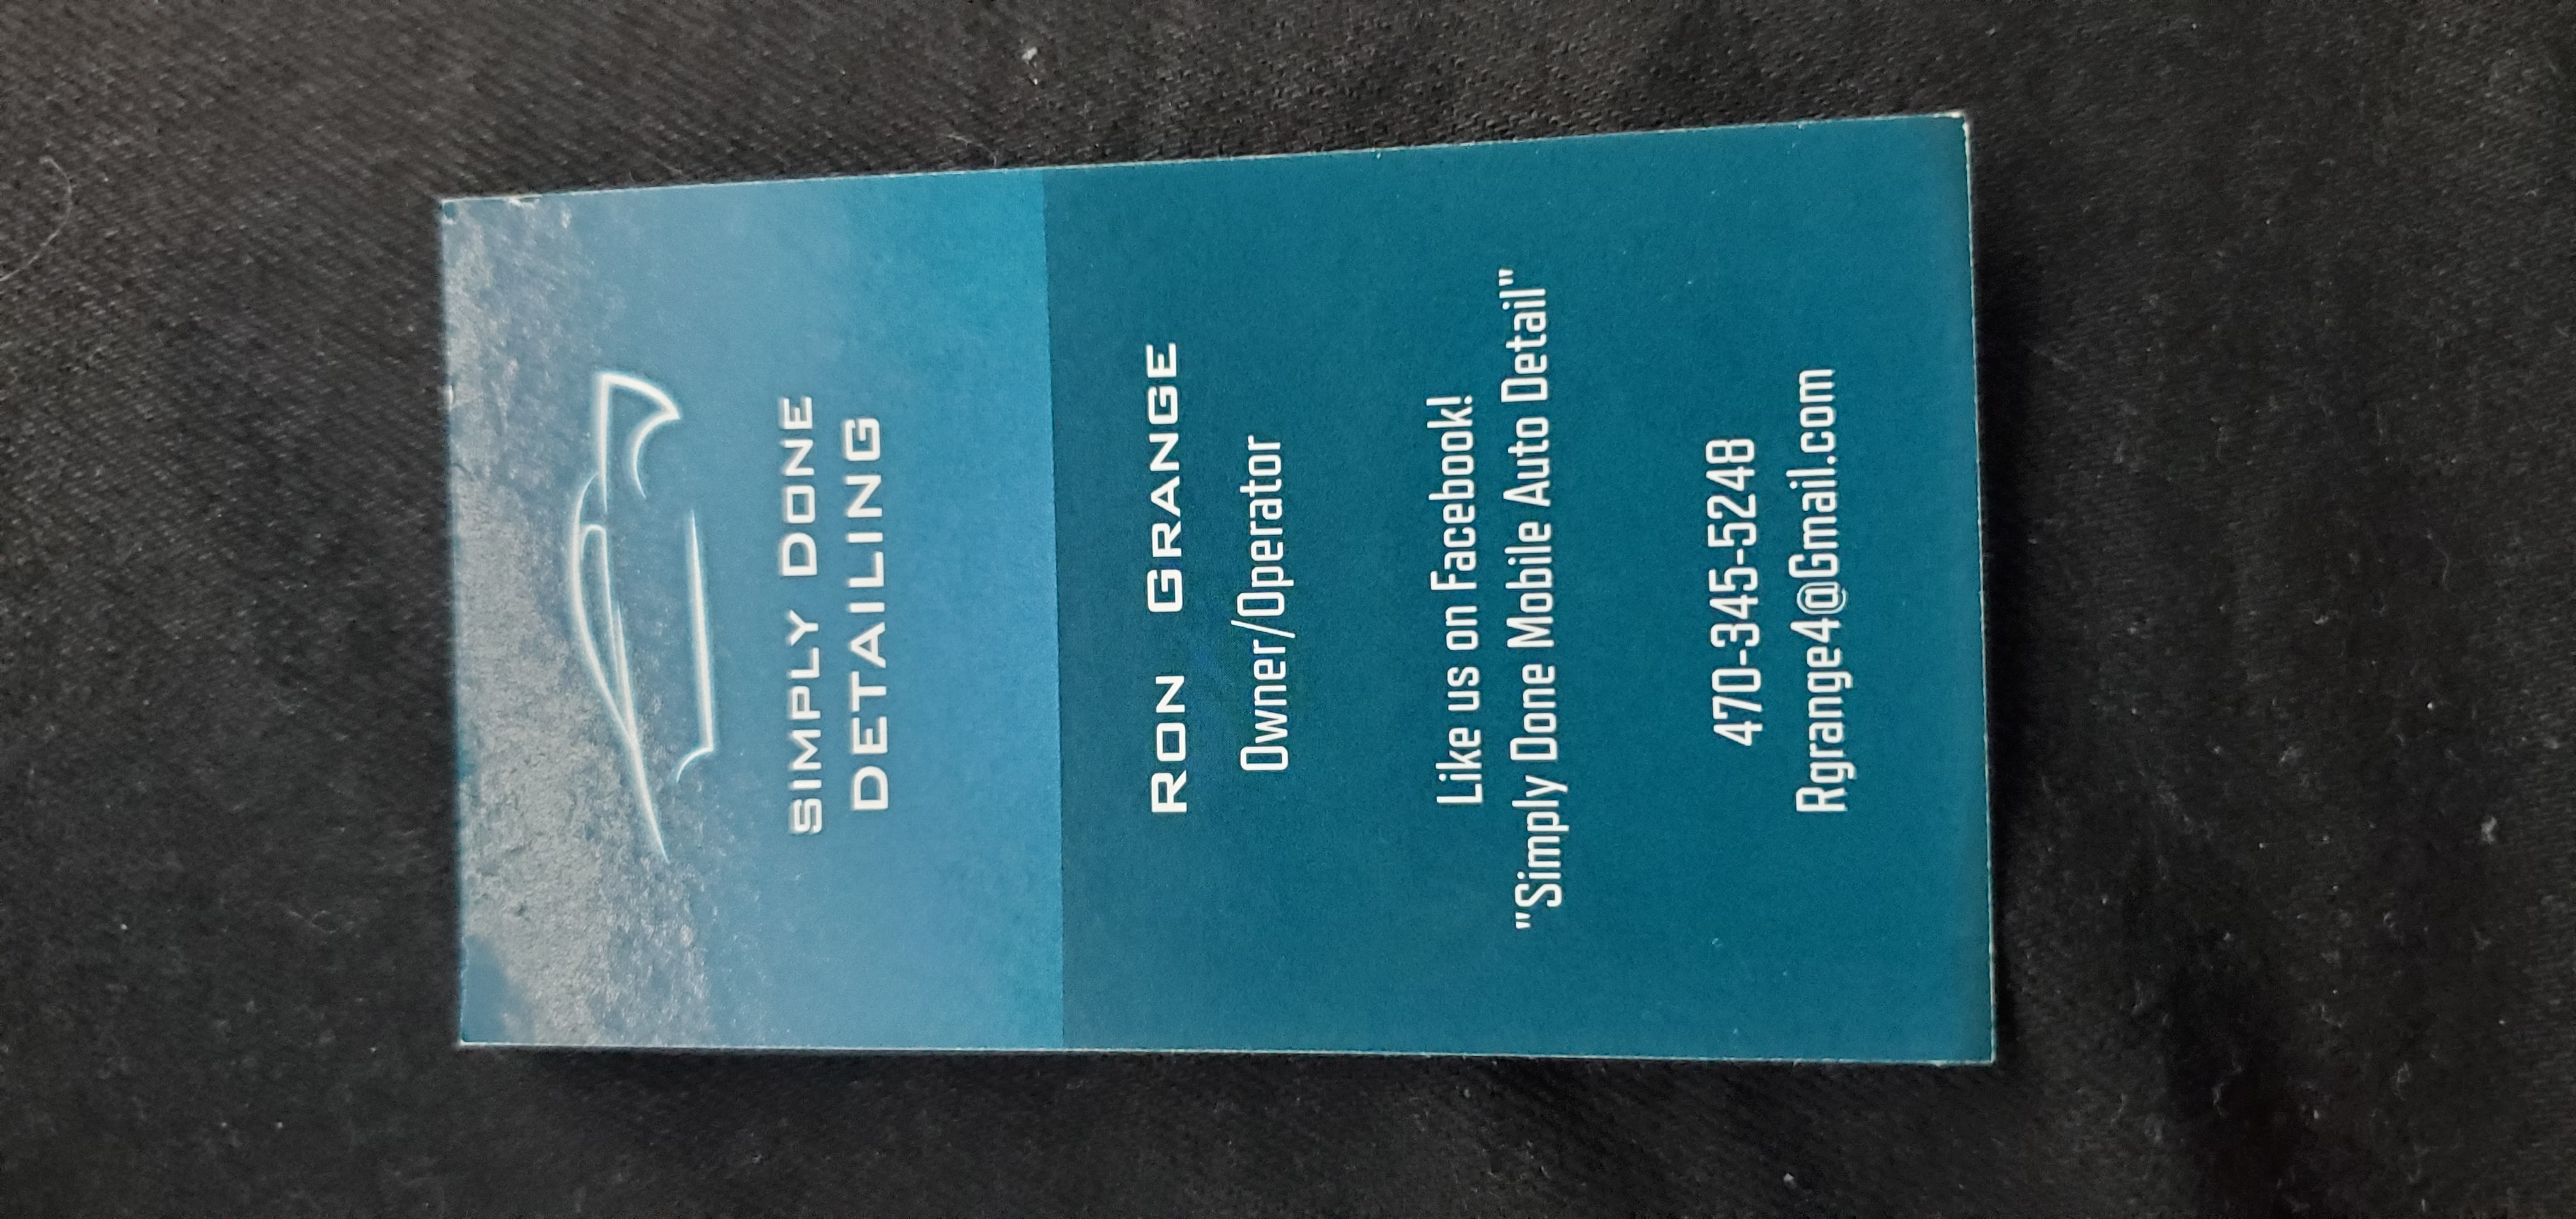 SIMPLY DONE
DETAILING
RON GRANGE
Owner/Operator
Like us on Facebook!
"Simply Done Mobile Auto Detail"
470-345-5248
Rgrange4@Gmail.com